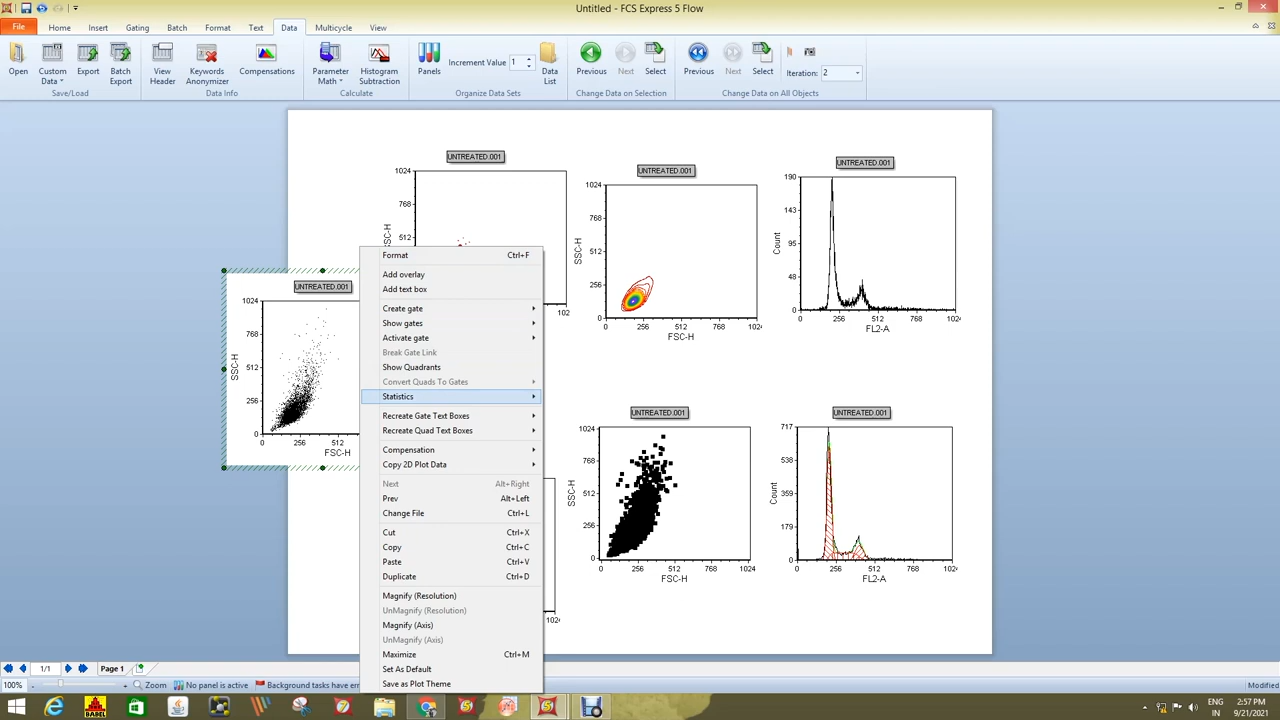 Untitled - FCS Express 5 Flow
File Home Insert Gating Batch Format Text Data Multicycle View
Open Custom Data Export Batch Export View Header Keywords Anonymizer Compensations Parameter Math Histogram Subtraction Panels Increment Value 1 Data List Previous Next Select Previous Next Select Iteration: 2
Save/Load Data Info Calculate Organize Data Sets Change Data on Selection Change Data on All Objects
UNTREATED.001
1024
768
512
SSC-H
102
UNTREATED.001
1024
768
512
256
0
SSC-H
0 256 512 768 1024
FSC-H
UNTREATED.001
190
143
95
48
0
Count
0 256 512 768 1024
FL2-A
UNTREATED.001
1024
768
512
256
0
SSC-H
0 256 512
FSC-H
Format Ctrl+F
Add overlay
Add text box
Create gate
Show gates
Activate gate
Break Gate Link
Show Quadrants
Convert Quads To Gates
Statistics
Recreate Gate Text Boxes
Recreate Quad Text Boxes
Compensation
Copy 2D Plot Data
Next Alt+Right
Prev Alt+Left
Change File Ctrl+L
Cut Ctrl+X
Copy Ctrl+C
Paste Ctrl+V
Duplicate Ctrl+D
Magnify (Resolution)
UnMagnify (Resolution)
Magnify (Axis)
UnMagnify (Axis)
Maximize Ctrl+M
Set As Default
Save as Plot Theme
102
UNTREATED.001
1024
768
512
256
0
SSC-H
0 256 512 768 1024
FSC-H
UNTREATED.001
717
538
359
179
0
Count
0 256 512 768 1024
FL2-A
1/1 Page 1
100% Zoom No panel is active Background tasks have er Modified
BABEL
ENG 2:57 PM
IN 9/21/2021